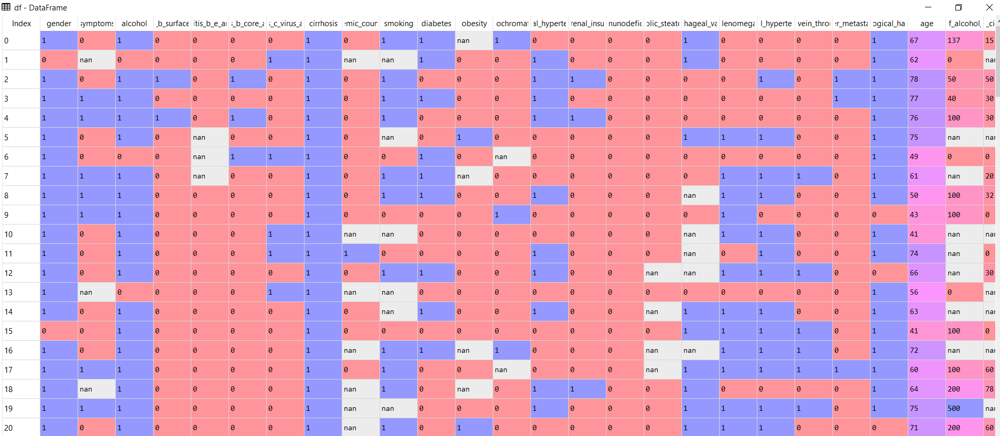 df - DataFrame
Index gender symptoms alcohol _b_surface itis_b_e_a s_b_core_a s_c_virus_a cirrhosis emic_coun smoking diabetes obesity ochromat al_hyperte renal_insu nunodefic olic_steato hageal_va lenomega l_hyperte vein_thro er_metasta ogical_ha age f_alcohol_ _ci
0 1 0 1 0 0 0 0 1 0 1 1 nan 1 0 0 0 0 1 0 0 0 0 1 67 137 15
1 0 nan 0 0 0 0 1 1 nan nan 1 0 0 1 0 0 0 1 0 0 0 0 1 62 0 nan
2 1 0 1 1 0 1 0 1 0 1 0 0 0 1 1 0 0 0 0 1 0 1 1 78 50 50
3 1 1 1 0 0 0 0 1 0 1 1 0 0 1 0 0 0 0 0 0 0 1 1 77 40 30
4 1 1 1 1 0 1 0 1 0 1 0 0 0 1 1 0 0 0 0 0 0 0 1 76 100 30
5 1 0 1 0 nan 0 0 1 0 nan 0 1 0 0 0 0 0 1 1 1 0 0 1 75 nan nan
6 1 0 0 0 nan 1 1 1 0 0 1 0 nan 0 0 0 0 0 0 0 0 0 1 49 0 0
7 1 1 1 0 nan 0 0 1 0 1 1 nan 0 0 0 0 0 0 1 1 1 0 1 61 nan 20
8 1 1 1 0 0 0 0 1 0 1 1 0 0 1 0 0 0 nan 1 1 0 0 1 50 100 32
9 1 1 1 0 0 0 0 1 0 0 0 0 1 0 0 0 0 0 1 0 0 0 0 43 100 0
10 1 0 1 0 0 0 1 1 nan nan 0 0 0 0 0 0 0 nan 1 1 0 0 1 41 nan nan
11 1 0 1 0 0 0 1 1 1 0 0 0 0 1 0 0 0 nan 0 1 0 0 1 74 nan 0
12 1 0 1 0 0 0 0 1 0 1 1 0 0 1 0 0 nan nan 1 1 1 0 0 66 nan 30
13 1 nan 0 0 0 0 1 1 nan nan 0 0 0 0 0 0 0 0 0 0 0 0 1 56 0 nan
14 1 0 1 0 0 0 0 1 0 nan 1 0 0 1 0 0 nan 1 1 1 0 0 1 63 nan nan
15 0 0 1 0 0 0 0 1 0 0 0 0 0 0 0 0 0 1 1 1 1 0 1 41 100 0
16 1 0 1 0 0 0 0 1 nan 1 1 nan 1 0 0 0 nan nan 1 1 1 0 1 72 nan nan
17 1 1 1 0 0 0 0 1 0 1 0 0 nan 0 0 0 nan 1 1 1 1 1 1 60 100 60
18 1 nan 1 0 0 0 0 1 nan 1 0 nan 0 1 1 0 0 1 0 0 0 0 1 64 200 78
19 1 1 1 0 0 0 0 1 nan nan 0 0 0 1 0 0 0 1 1 1 1 0 1 75 500 nan
20 1 0 1 0 0 0 0 1 nan 1 0 1 0 0 0 0 0 1 1 1 0 0 0 71 200 60